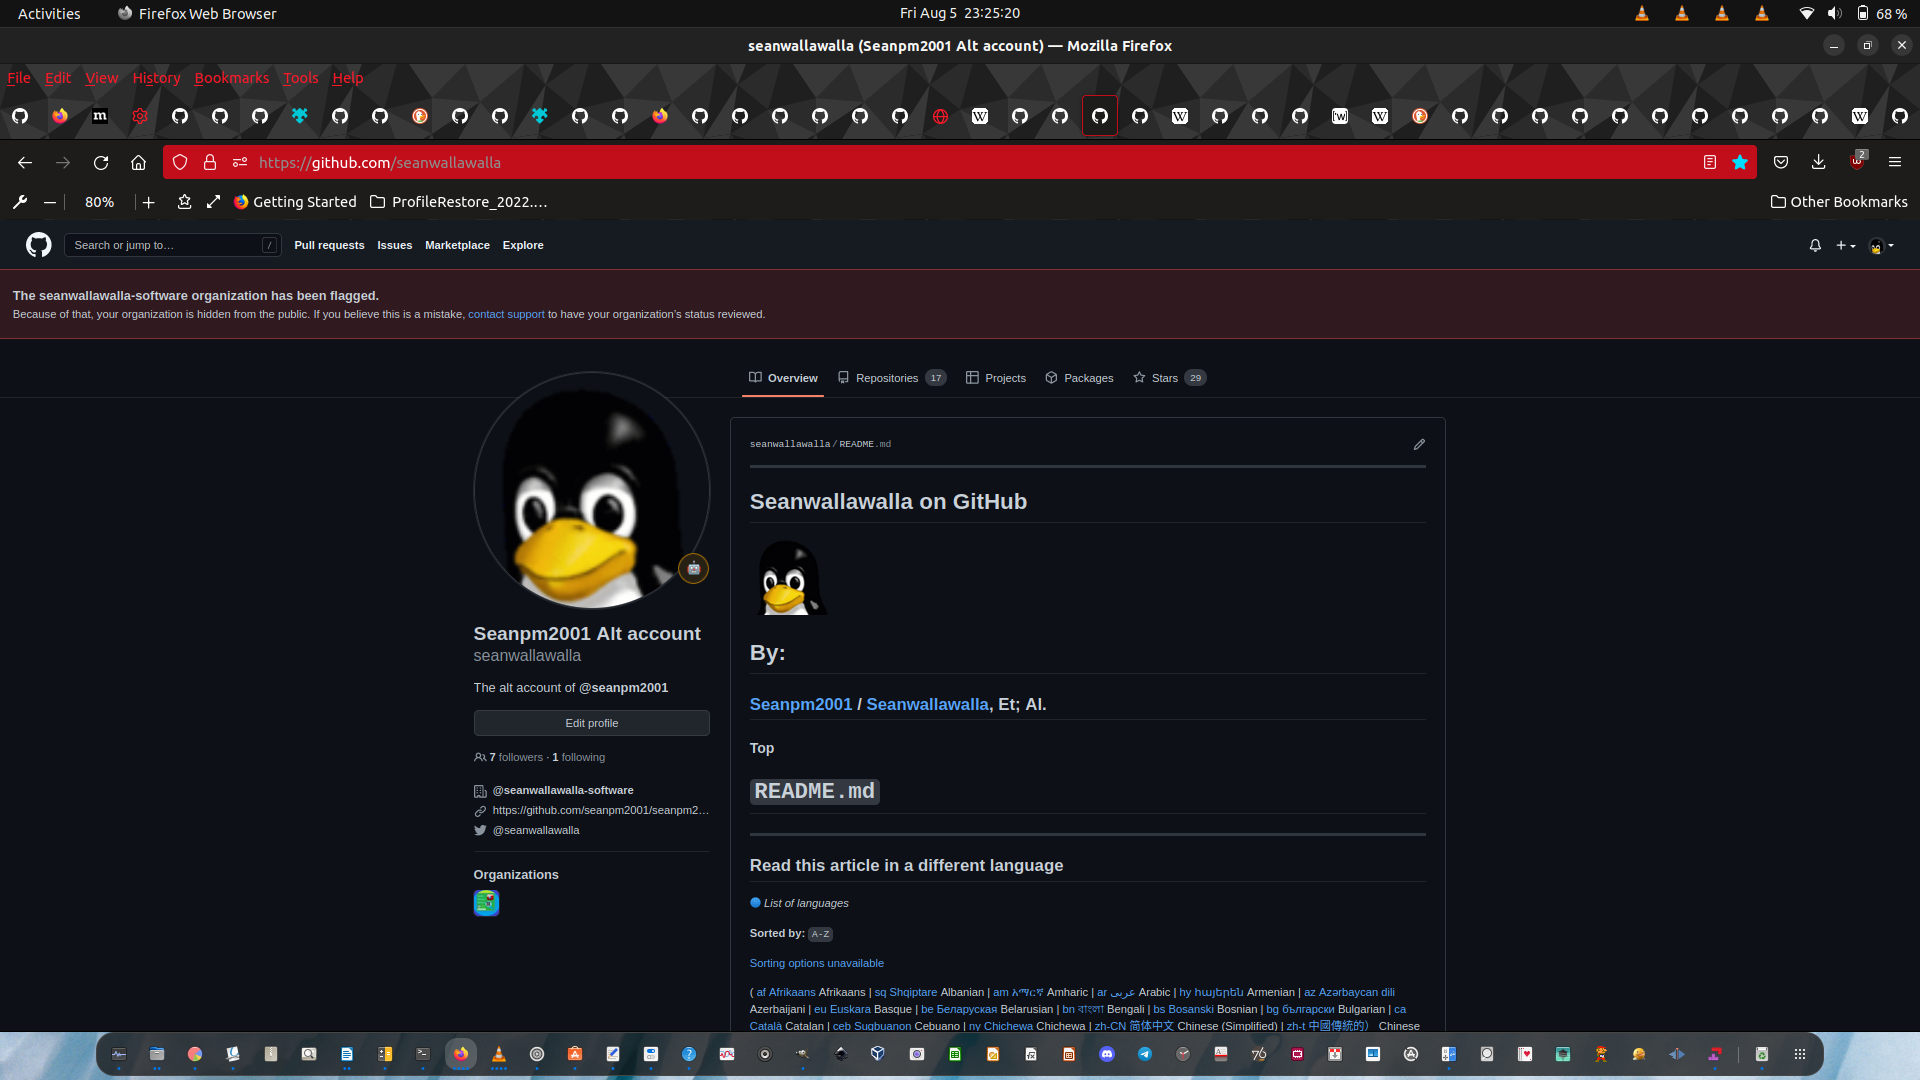 Activities Firefox Web Browser Fri Aug 5 23:25:20 68 %
seanwallawalla (Seanpm2001 Alt account) — Mozilla Firefox
File Edit View History Bookmarks Tools Help
https://github.com/seanwallawalla 2
80% Getting Started ProfileRestore_2022.… Other Bookmarks
Search or jump to… / Pull requests Issues Marketplace Explore
The seanwallawalla-software organization has been flagged.
Because of that, your organization is hidden from the public. If you believe this is a mistake, contact support to have your organization's status reviewed.
Overview Repositories 17 Projects Packages Stars 29
seanwallawalla / README.md
Seanwallawalla on GitHub
Seanpm2001 Alt account
seanwallawalla
The alt account of @seanpm2001
Edit profile
7 followers · 1 following
@seanwallawalla-software
https://github.com/seanpm2001/seanpm2…
@seanwallawalla
Organizations
By:
Seanpm2001 / Seanwallawalla, Et; Al.
Top
README.md
Read this article in a different language
List of languages
Sorted by: A-Z
Sorting options unavailable
( af Afrikaans Afrikaans | sq Shqiptare Albanian | am አማርኛ Amharic | ar عربى Arabic | hy հայերեն Armenian | az Azərbaycan dili
Azerbaijani | eu Euskara Basque | be Беларуская Belarusian | bn বাংলা Bengali | bs Bosanski Bosnian | bg български Bulgarian | ca
Català Catalan | ceb Sugbuanon Cebuano | ny Chichewa Chichewa | zh-CN 简体中文 Chinese (Simplified) | zh-t 中國傳統的） Chinese